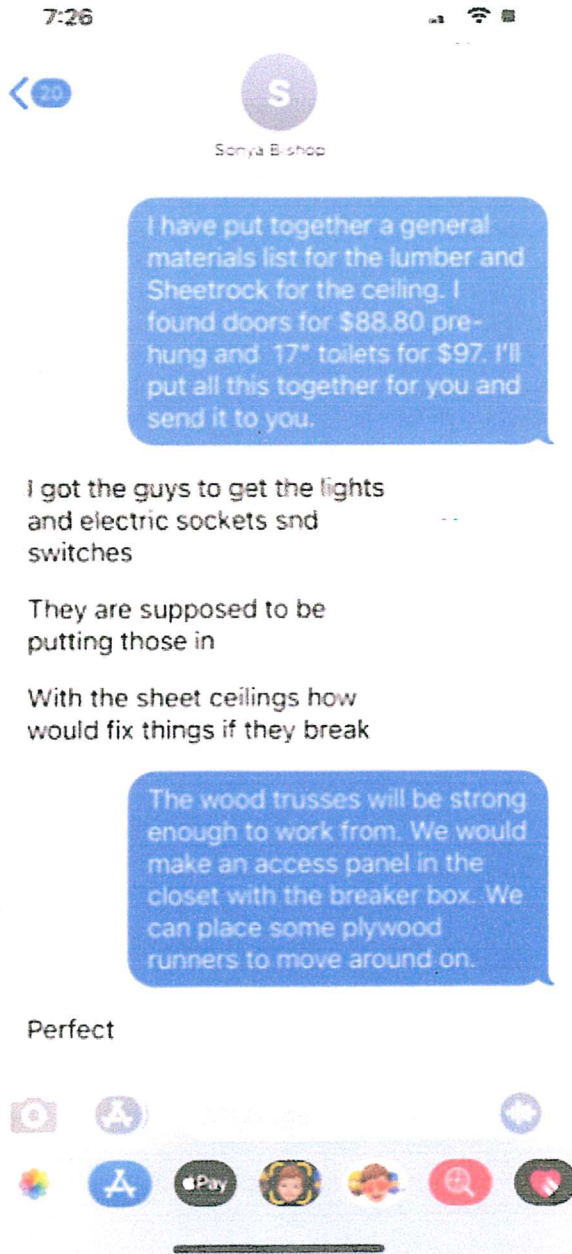 7:26
20
S
Sonya Bishop
I have put together a general
materials list for the lumber and
Sheetrock for the ceiling. I
found doors for $88.80 pre-
hung and 17" toilets for $97. I'll
put all this together for you and
send it to you.
I got the guys to get the lights
and electric sockets snd
switches
They are supposed to be
putting those in
With the sheet ceilings how
would fix things if they break
The wood trusses will be strong
enough to work from. We would
make an access panel in the
closet with the breaker box. We
can place some plywood
runners to move around on.
Perfect
Pay